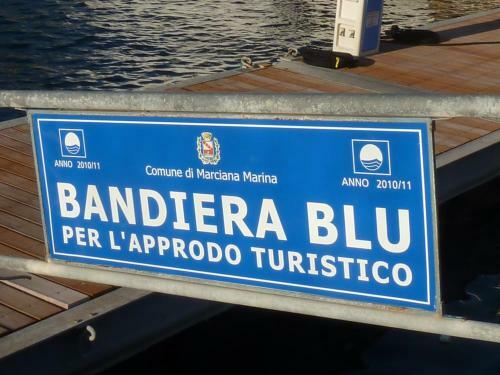 ANNO 2010/11
Comune di Marciana Marina
ANNO 2010/11
BANDIERA BLU
PER L'APPRODO TURISTICO